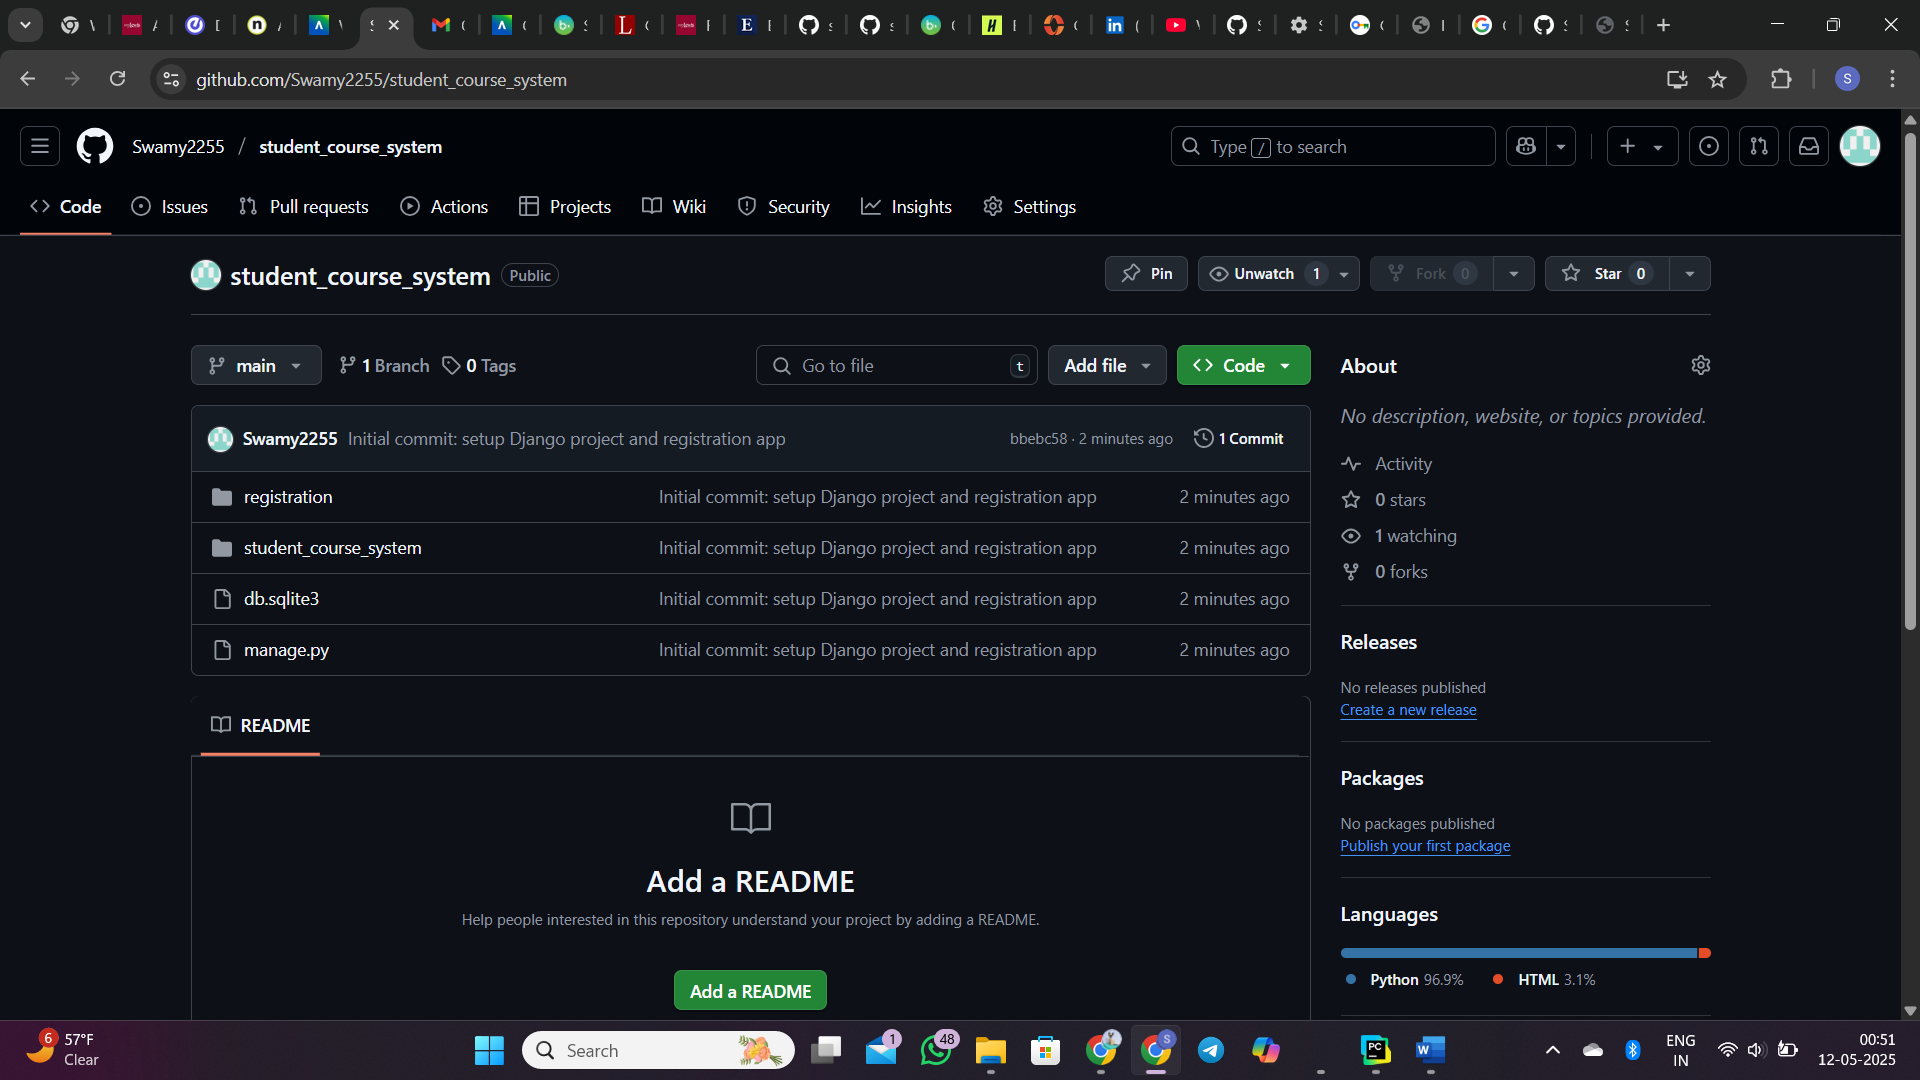 github.com/Swamy2255/student_course_system
Swamy2255 / student_course_system
Type / to search
Code
Issues
Pull requests
Actions
Projects
Wiki
Security
Insights
Settings
student_course_system Public
Pin
Unwatch 1
Fork 0
Star 0
main
1 Branch
0 Tags
Go to file t
Add file
Code
Swamy2255 Initial commit: setup Django project and registration app bbebc58 · 2 minutes ago 1 Commit
registration Initial commit: setup Django project and registration app 2 minutes ago
student_course_system Initial commit: setup Django project and registration app 2 minutes ago
db.sqlite3 Initial commit: setup Django project and registration app 2 minutes ago
manage.py Initial commit: setup Django project and registration app 2 minutes ago
README
Add a README
Help people interested in this repository understand your project by adding a README.
Add a README
About
No description, website, or topics provided.
Activity
0 stars
1 watching
0 forks
Releases
No releases published
Create a new release
Packages
No packages published
Publish your first package
Languages
Python 96.9% HTML 3.1%
6
57°F
Clear
Search
1
48
S
PC
W
ENG
IN
00:51
12-05-2025